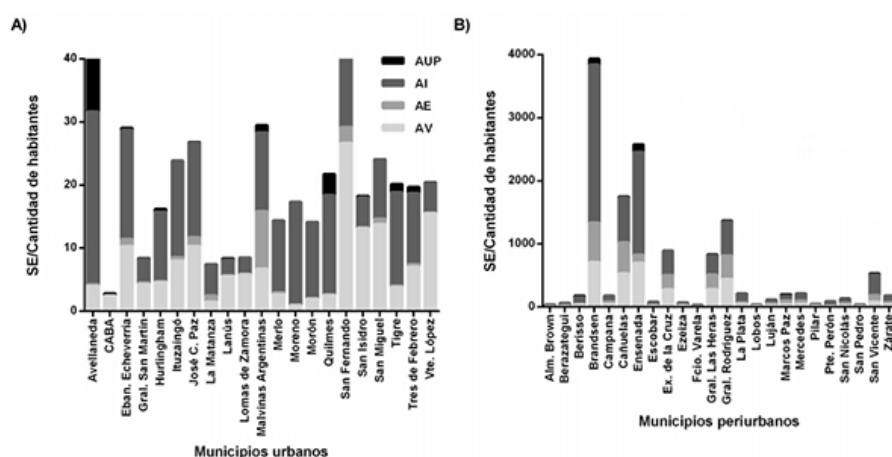 A)
SE/Cantidad de habitantes
40
30
20
10
0
AUP
AI
AE
AV
Avellaneda
CABA
Eban. Echeverría
Gral. San Martin
Hurlingham
Ituzaingó
José C. Paz
La Matanza
Lanús
Lomas de Zamora
Malvinas Argentinas
Merlo
Moreno
Morón
Quilmes
San Fernando
San Isidro
San Miguel
Tigre
Tres de Febrero
Vte. López
Municipios urbanos
B)
SE/Cantidad de habitantes
4000
3000
2000
1000
0
Alm. Brown
Berazategui
Berisso
Brandsen
Campana
Cañuelas
Ensenada
Escobar
Ex. de la Cruz
Ezeiza
Fcio. Varela
Gral. Las Heras
Gral. Rodriguez
La Plata
Lobos
Luján
Marcos Paz
Mercedes
Pilar
Pte. Perón
San Nicolás
San Pedro
San Vicente
Zárate
Municipios periurbanos